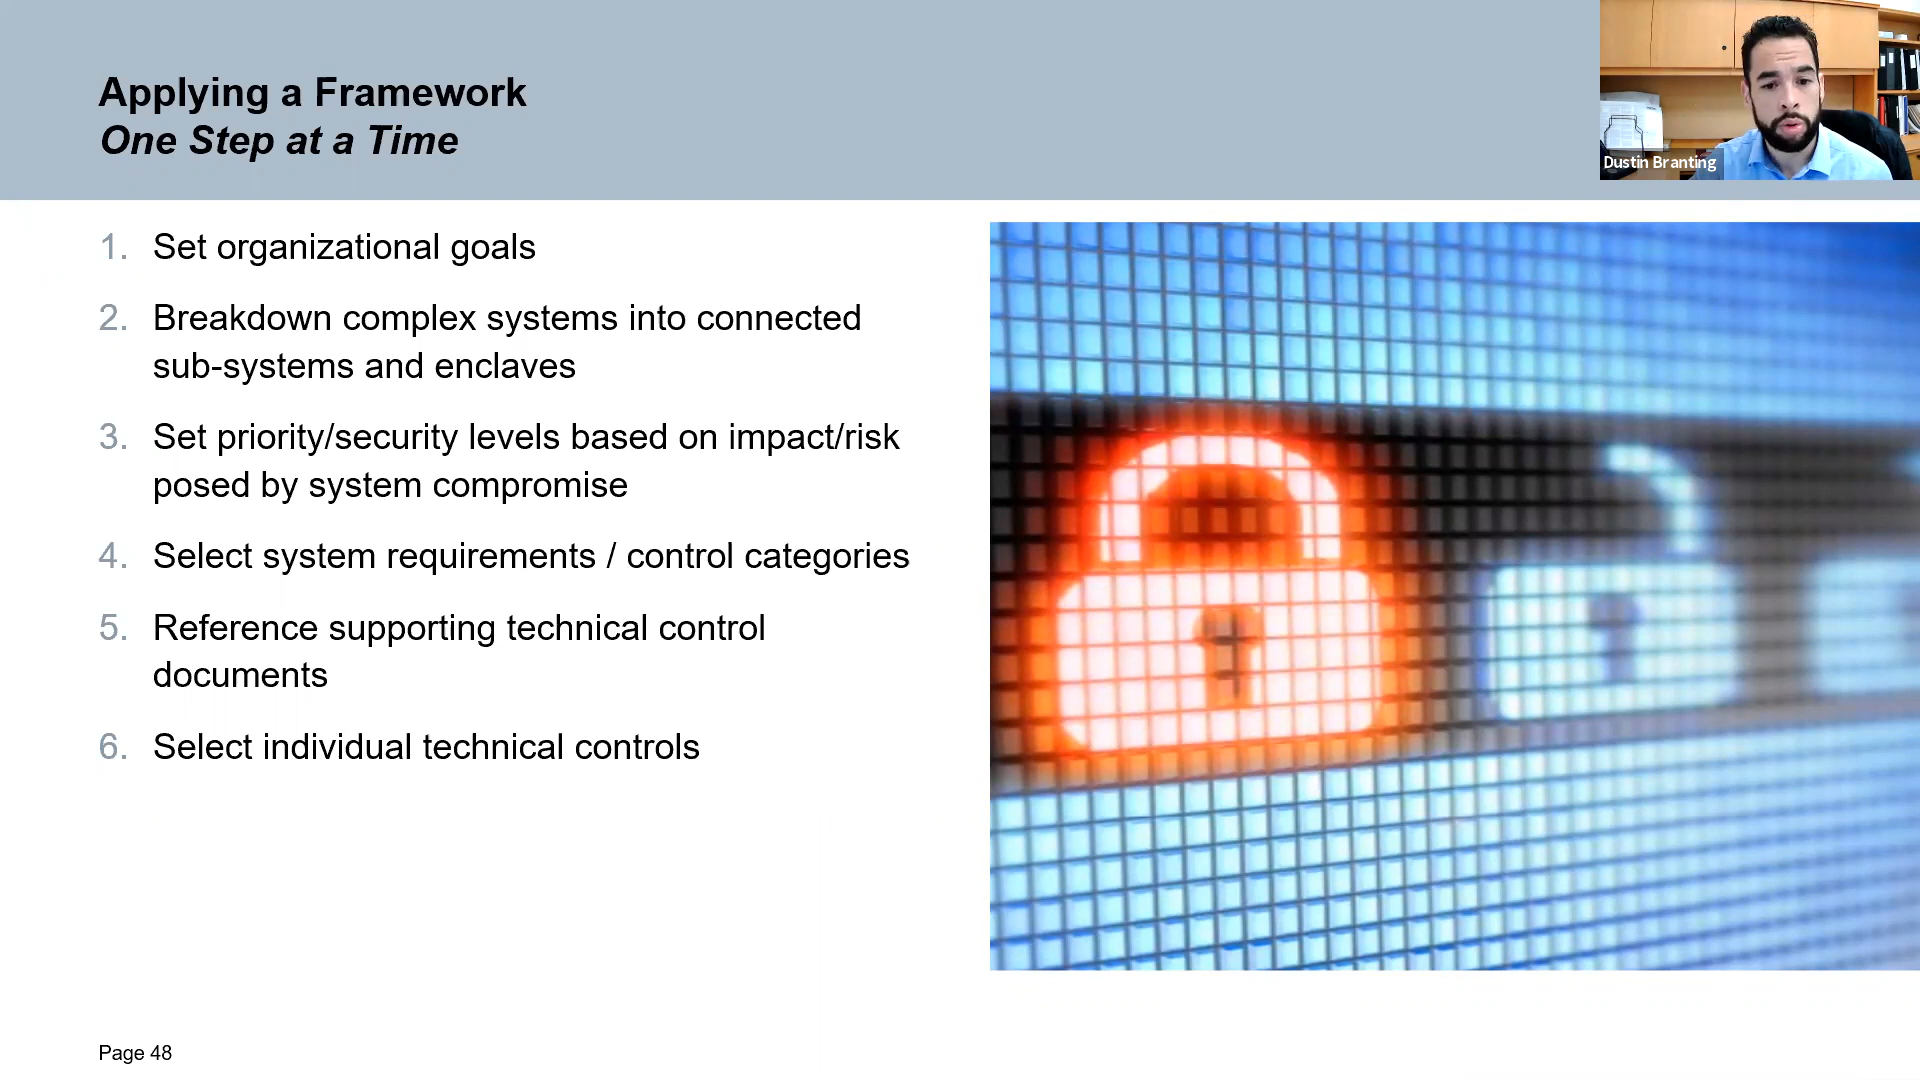 Applying a Framework
One Step at a Time
Dustin Branting
1. Set organizational goals
2. Breakdown complex systems into connected
sub-systems and enclaves
3. Set priority/security levels based on impact/risk
posed by system compromise
4. Select system requirements / control categories
5. Reference supporting technical control
documents
6. Select individual technical controls
Page 48